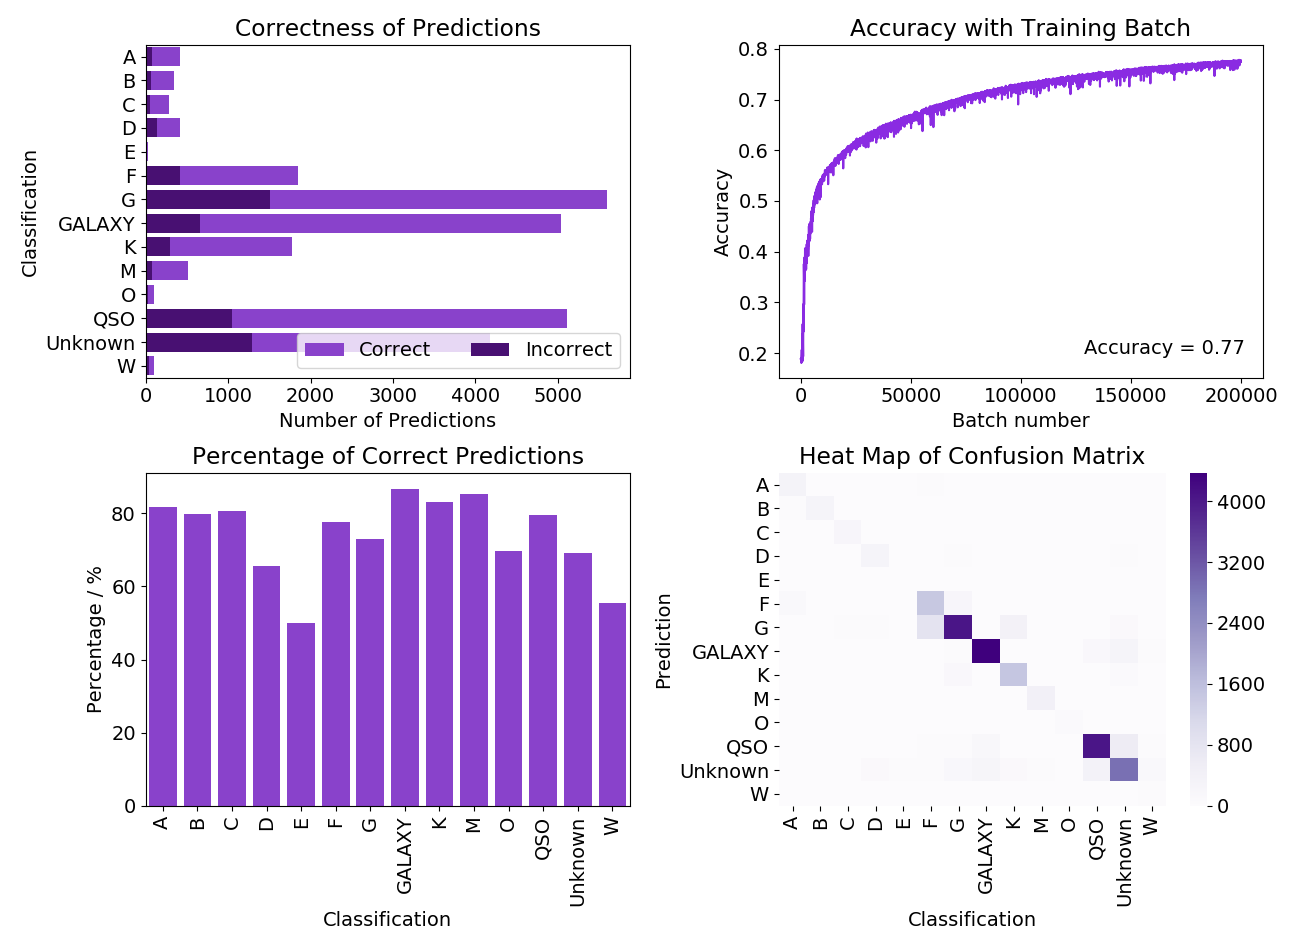 Correctness of Predictions
Classification
A
B
C
D
E
F
G
GALAXY
K
M
O
QSO
Unknown
W
Correct Incorrect
0 1000 2000 3000 4000 5000
Number of Predictions
Accuracy with Training Batch
Accuracy
0.8
0.7
0.6
0.5
0.4
0.3
0.2
Accuracy = 0.77
0 50000 100000 150000 200000
Batch number
Percentage of Correct Predictions
Percentage / %
80
60
40
20
0
A B C D E F G GALAXY K M O QSO Unknown W
Classification
Heat Map of Confusion Matrix
Prediction
A
B
C
D
E
F
G
GALAXY
K
M
O
QSO
Unknown
W
A B C D E F G GALAXY K M O QSO Unknown W
Classification
4000
3200
2400
1600
800
0